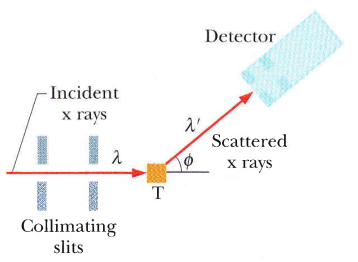 Detector
Incident
x rays
λ
λ′
Scattered
x rays
ϕ
T
Collimating
slits